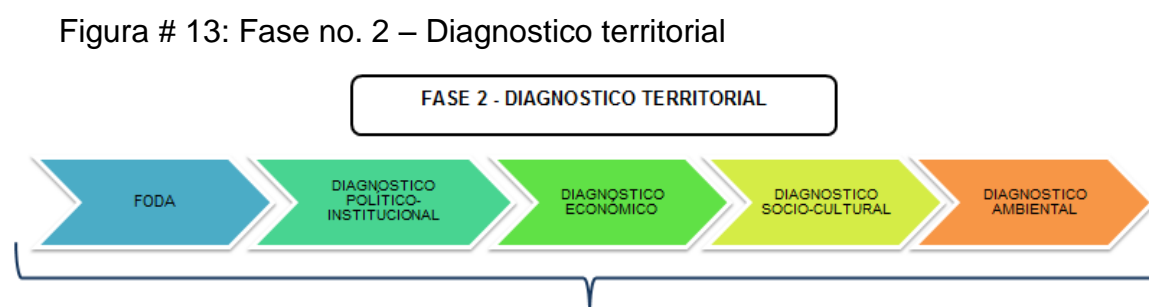 Figura # 13: Fase no. 2 – Diagnostico territorial
FASE 2 - DIAGNOSTICO TERRITORIAL
FODA
DIAGNOSTICO
POLÍTICO-
INSTITUCIONAL
DIAGNOSTICO
ECONÓMICO
DIAGNOSTICO
SOCIO-CULTURAL
DIAGNOSTICO
AMBIENTAL